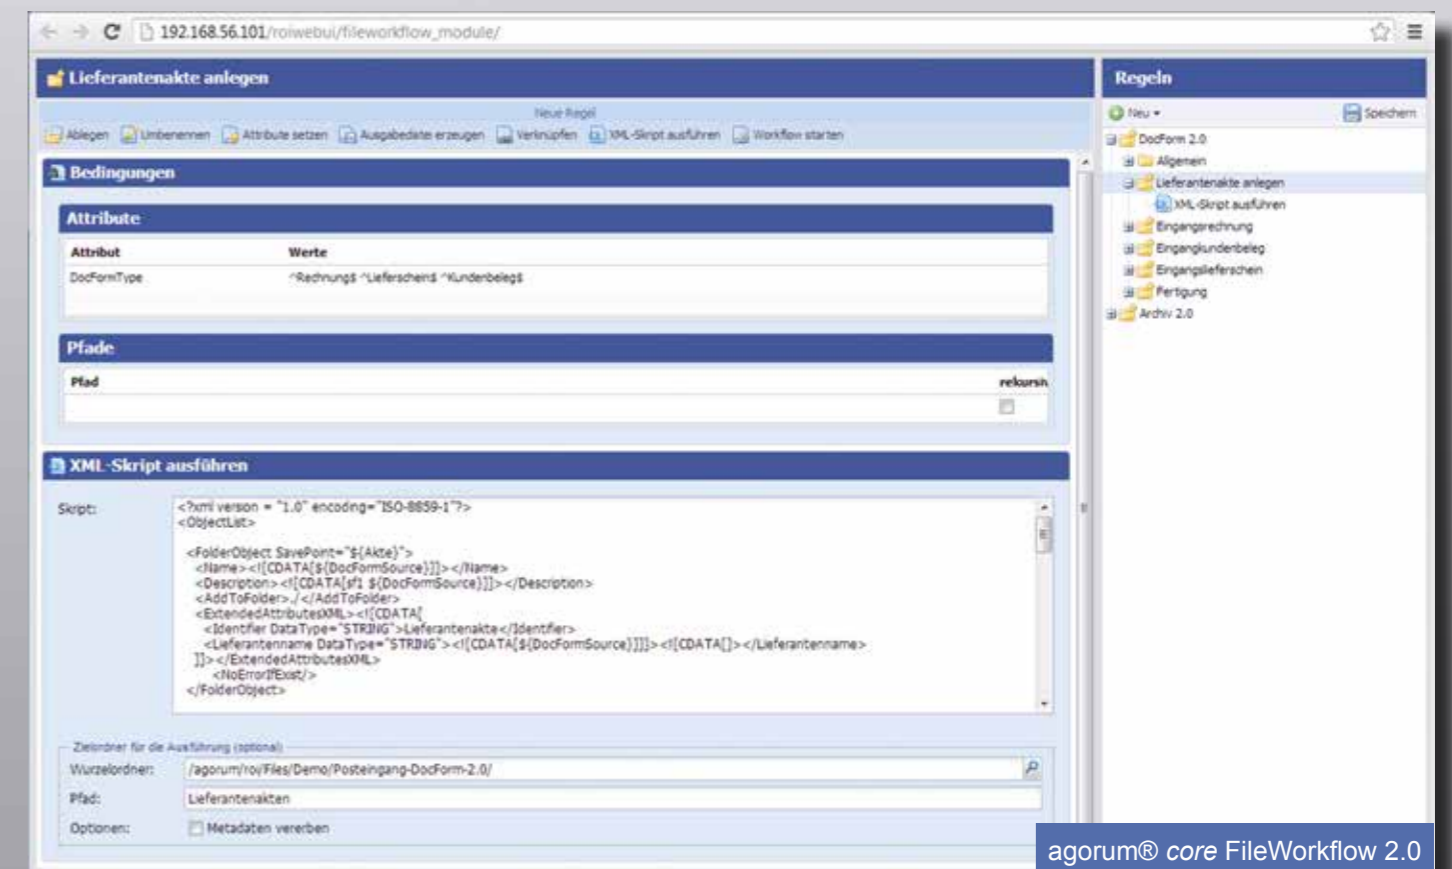 192.168.56.101/roiwebui/fileworkflow_module/
Lieferantenakte anlegen
Neue Regel
Ablegen Umbenennen Attribute setzen Ausgabedatei erzeugen Verknüpfen XML-Skript ausführen Workflow starten
Bedingungen
Attribute
Attribut Werte
DocFormType ^Rechnung$ ^Lieferschein$ ^Kundenbeleg$
Pfade
Pfad rekursiv
XML-Skript ausführen
Skript:
<?xml version = "1.0" encoding="ISO-8859-1"?>
<ObjectList>
<FolderObject SavePoint="${Akte}">
<Name><![CDATA[${DocFormSource}]]></Name>
<Description><![CDATA[sf1 ${DocFormSource}]]></Description>
<AddToFolder>./</AddToFolder>
<ExtendedAttributesXML><![CDATA[
<Identifier DataType="STRING">Lieferantenakte</Identifier>
<Lieferantenname DataType="STRING"><![CDATA[${DocFormSource}]]]]><![CDATA[]></Lieferantenname>
]]></ExtendedAttributesXML>
<NoErrorIfExist/>
</FolderObject>
Zielordner für die Ausführung (optional)
Wurzelordner: /agorum/roi/Files/Demo/Posteingang-DocForm-2.0/
Pfad: Lieferantenakten
Optionen: Metadaten vererben
Regeln
Neu Speichern
DocForm 2.0
Allgemein
Lieferantenakte anlegen
XML-Skript ausführen
Eingangsrechnung
Eingangkundenbeleg
Eingangslieferschein
Fertigung
Archiv 2.0
agorum® core FileWorkflow 2.0